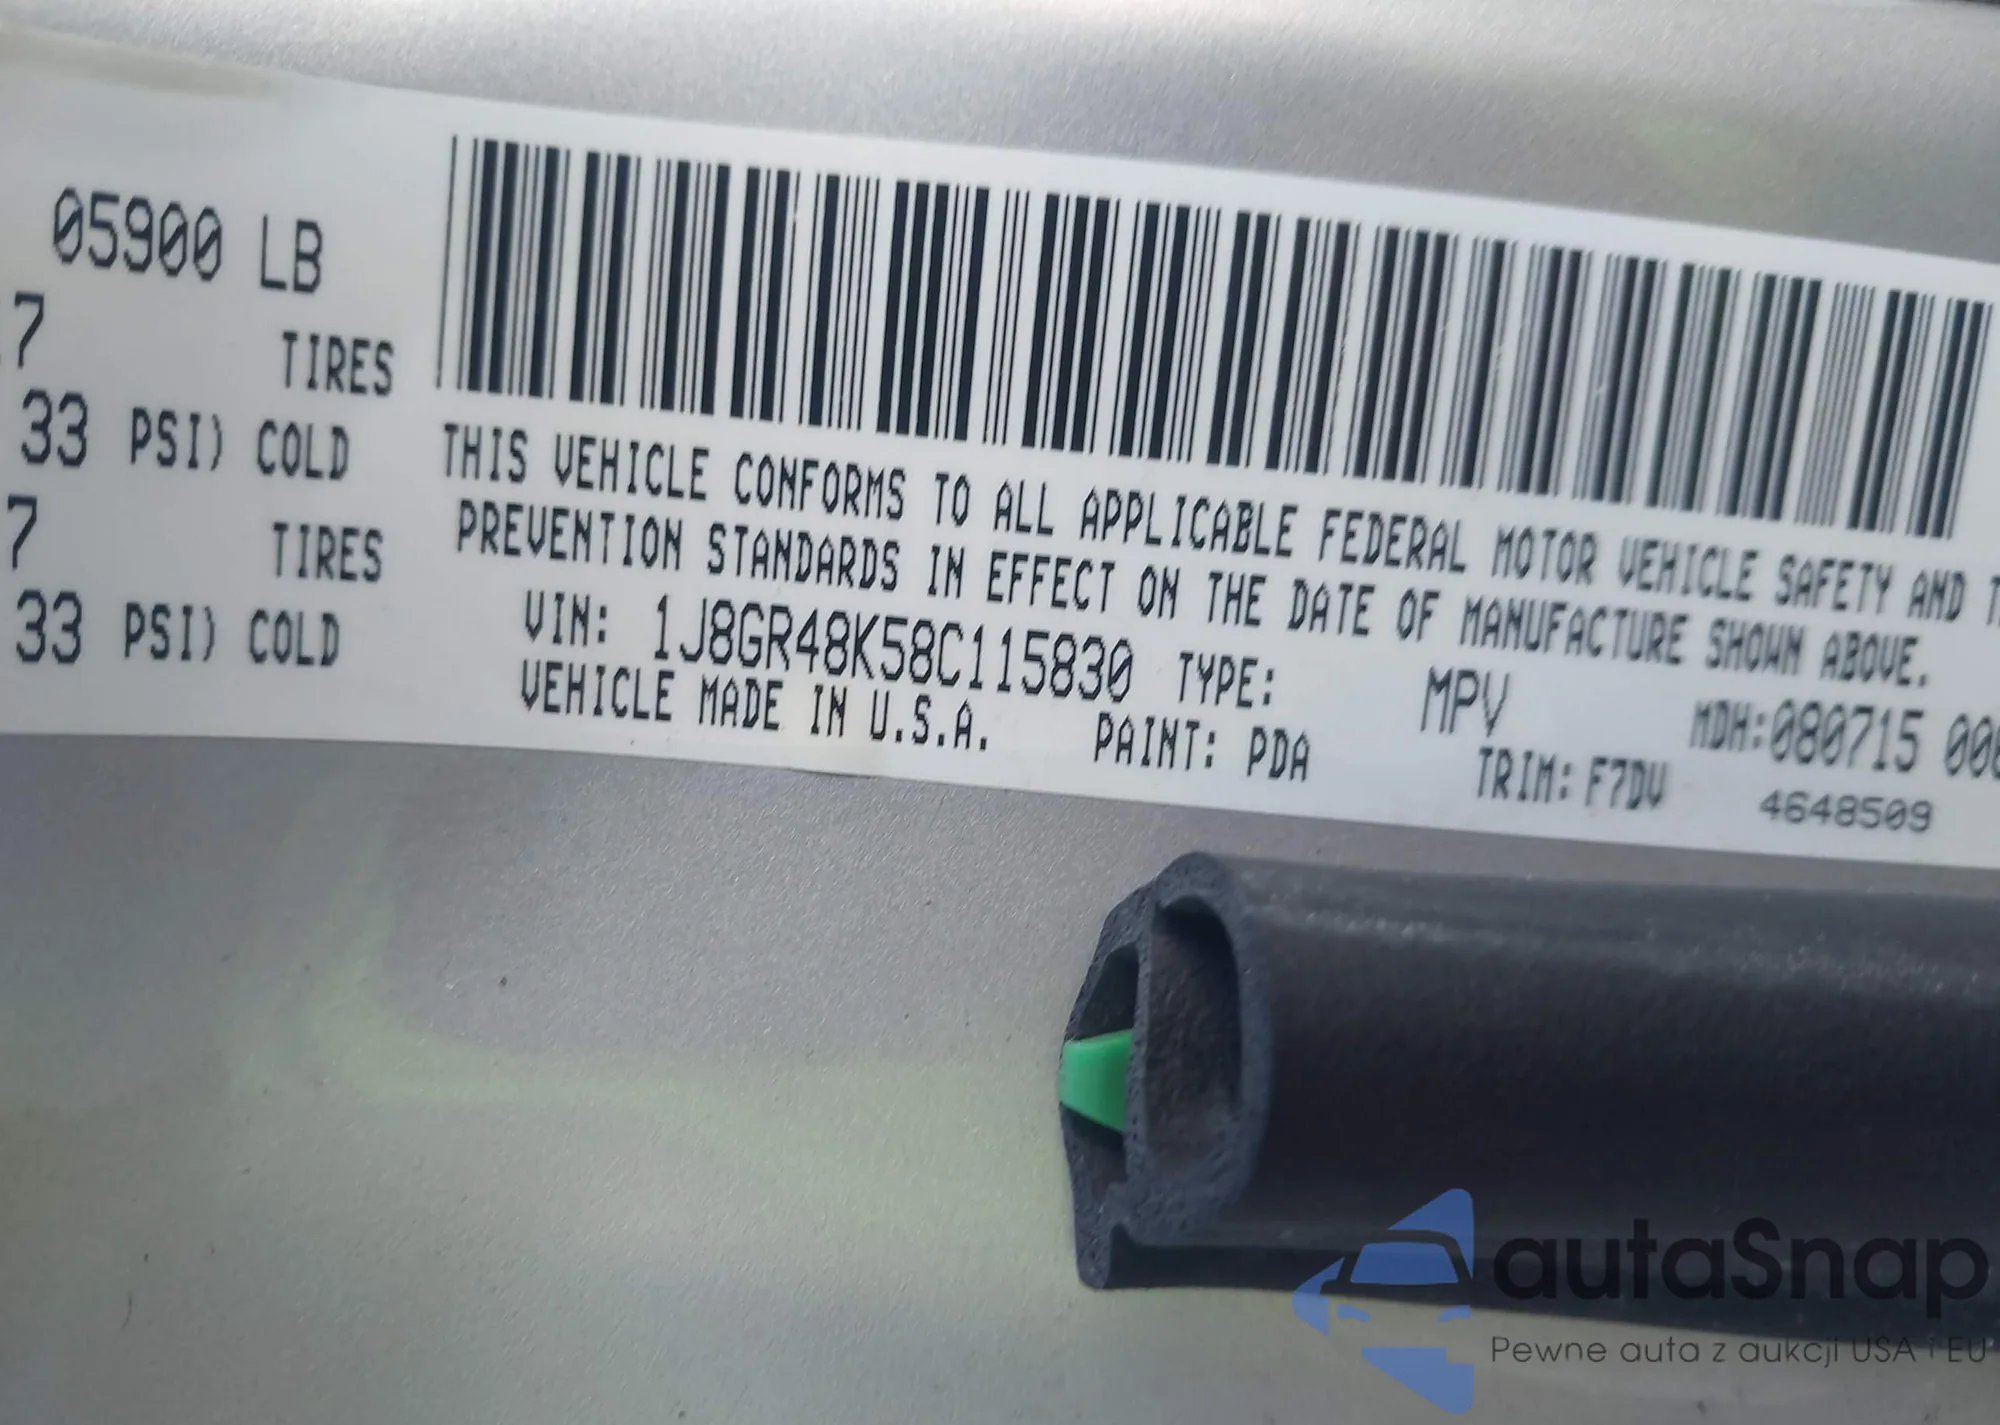 05900 LB
7 TIRES
33 PSI) COLD
7 TIRES
33 PSI) COLD
THIS VEHICLE CONFORMS TO ALL APPLICABLE FEDERAL MOTOR VEHICLE SAFETY AND
PREVENTION STANDARDS IN EFFECT ON THE DATE OF MANUFACTURE SHOWN ABOVE.
VIN: 1J8GR48K58C115830 TYPE: MPV MDH:080715
VEHICLE MADE IN U.S.A. PAINT: PDA TRIM: F7DV 4648509
autaSnap
Pewne auta z aukcji USA i EU